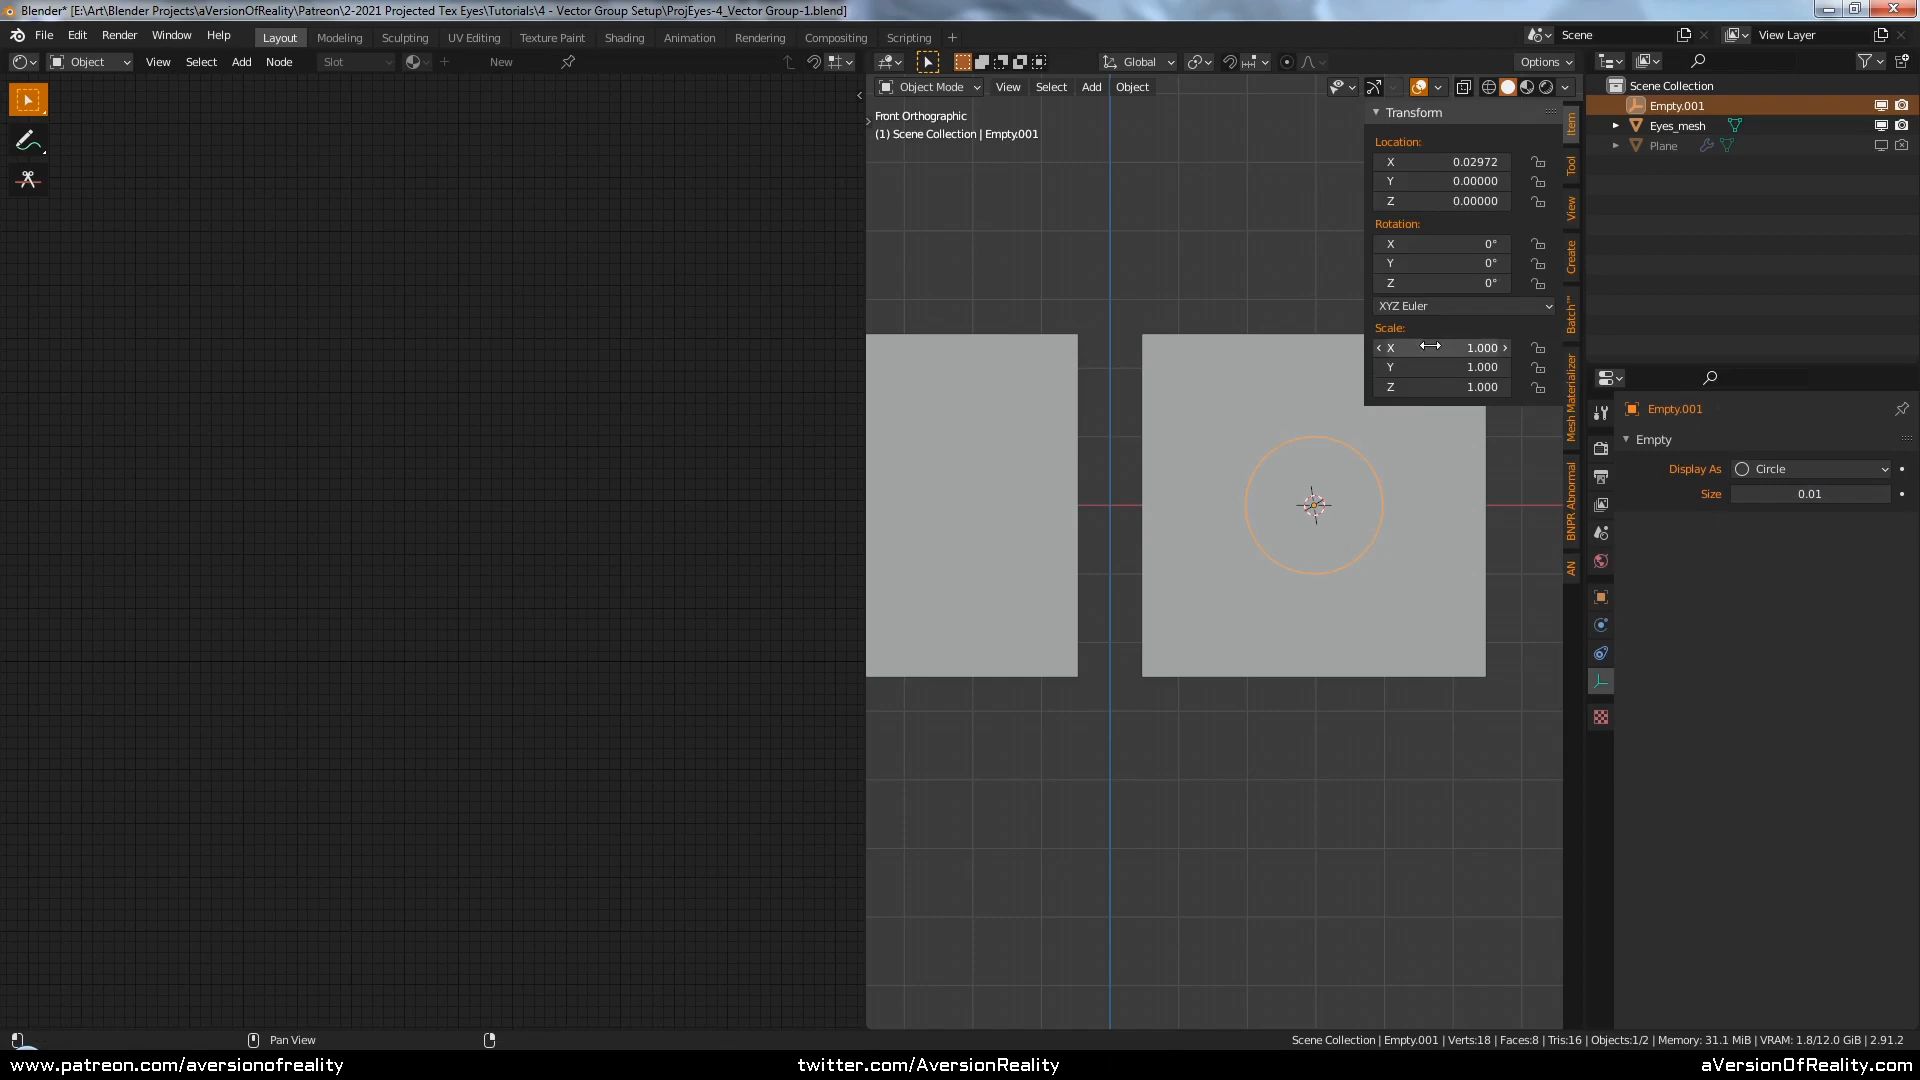 Blender* [E:\Art\Blender Projects\aVersionOfReality\Patreon\2-2021 Projected Tex Eyes\Tutorials\4 - Vector Group Setup\ProjEyes-4_Vector Group-1.blend]
File Edit Render Window Help Layout Modeling Sculpting UV Editing Texture Paint Shading Animation Rendering Compositing Scripting + Scene View Layer
Object View Select Add Node Slot New Global Options
Object Mode View Select Add Object
Scene Collection
Empty.001
Eyes_mesh
Plane
Front Orthographic
(1) Scene Collection | Empty.001
Transform
Location:
X 0.02972
Y 0.00000
Z 0.00000
Rotation:
X 0°
Y 0°
Z 0°
XYZ Euler
Scale:
X 1.000
Y 1.000
Z 1.000
Item
Tool
View
Create
Batch™
Mesh Materializer
BNPR Abnormal
AN
Empty.001
Empty
Display As Circle
Size 0.01
Pan View
Scene Collection | Empty.001 | Verts:18 | Faces:8 | Tris:16 | Objects:1/2 | Memory: 31.1 MiB | VRAM: 1.8/12.0 GiB | 2.91.2
www.patreon.com/aversionofreality twitter.com/AversionReality aVersionOfReality.com